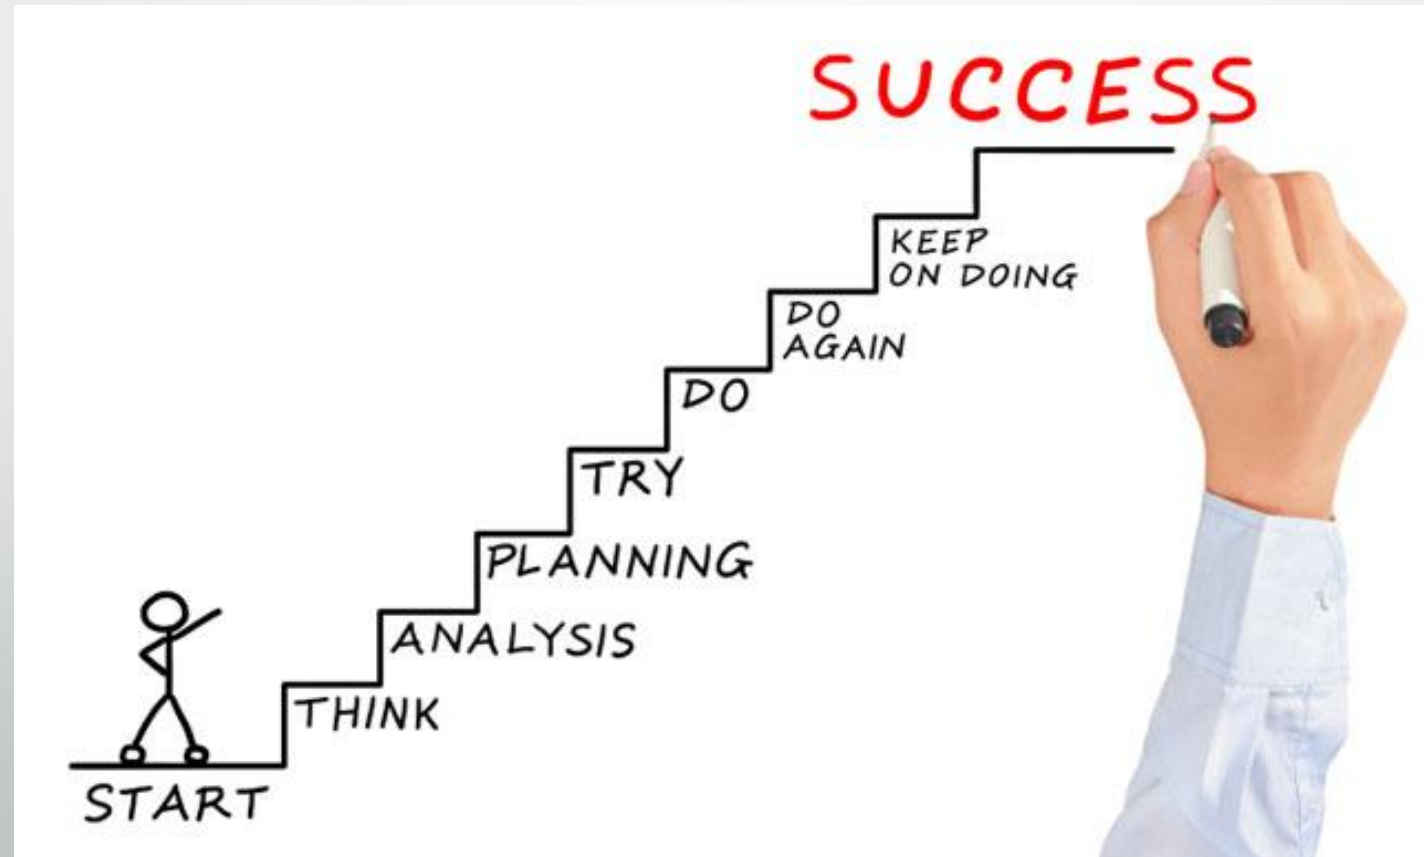 SUCCESS
KEEP
ON DOING
DO
AGAIN
DO
TRY
PLANNING
ANALYSIS
THINK
START